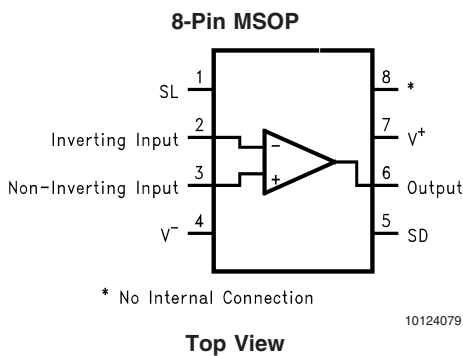 8-Pin MSOP
SL 1
8 *
Inverting Input 2
7 V+
−
Non-Inverting Input 3
+
6 Output
V− 4
5 SD
* No Internal Connection
10124079
Top View